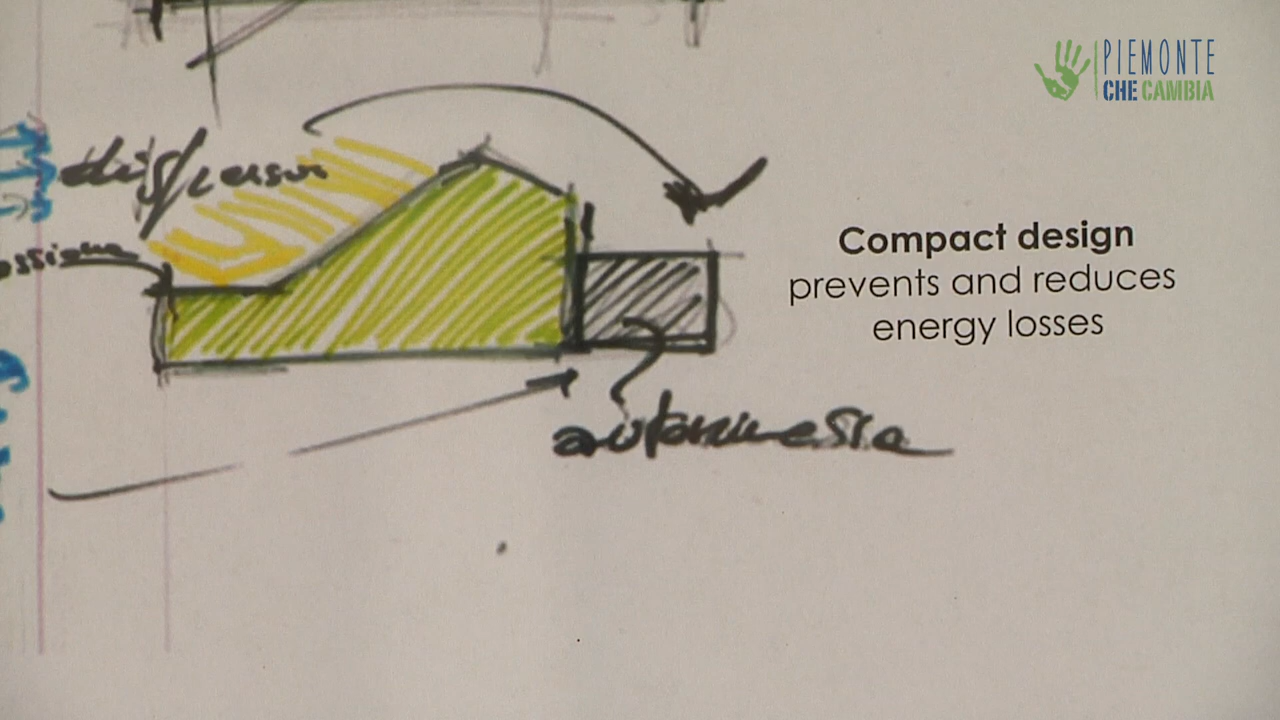 PIEMONTE
CHE CAMBIA
Compact design
prevents and reduces
energy losses
autorimessa